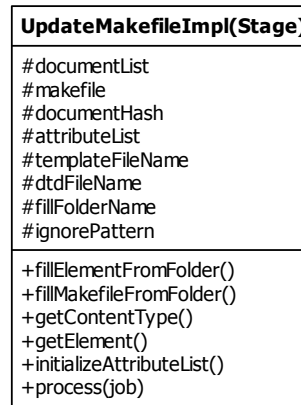 UpdateMakefileImpl(Stage)
#documentList
#makefile
#documentHash
#attributeList
#templateFileName
#dtdFileName
#fillFolderName
#ignorePattern
+fillElementFromFolder()
+fillMakefileFromFolder()
+getContentType()
+getElement()
+initializeAttributeList()
+process(job)